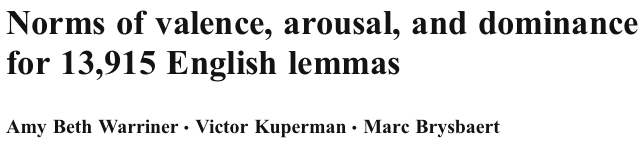 Norms of valence, arousal, and dominance
for 13,915 English lemmas
Amy Beth Warriner · Victor Kuperman · Marc Brysbaert